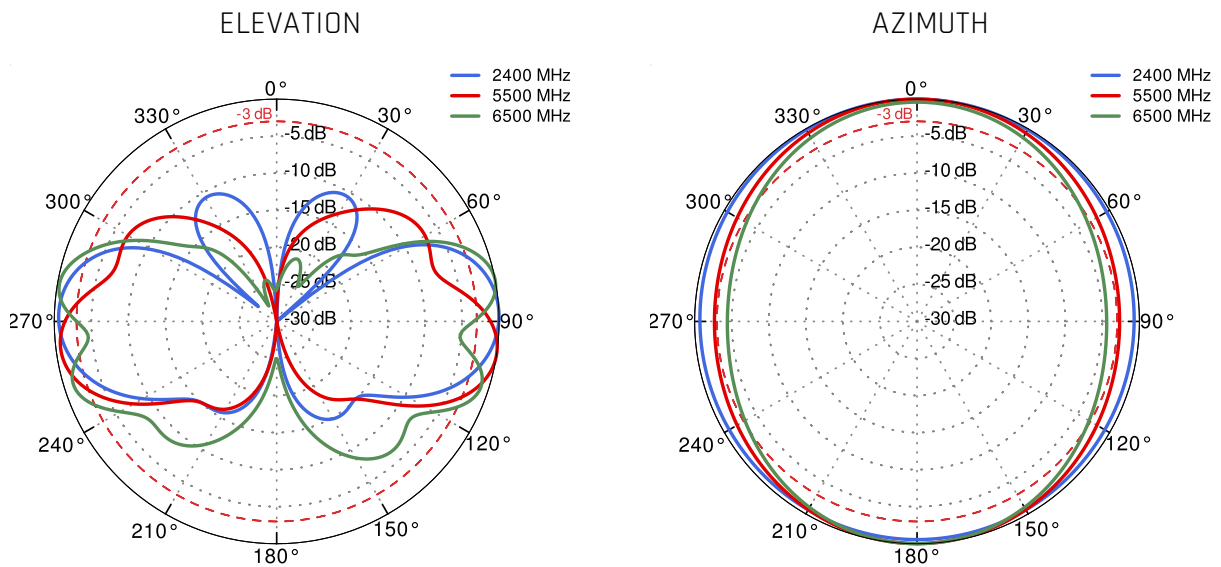 ELEVATION
2400 MHz
5500 MHz
6500 MHz
0°
-3 dB
330°
30°
-5 dB
-10 dB
300°
60°
-15 dB
-20 dB
-25 dB
270°
-30 dB
90°
240°
120°
210°
150°
180°
AZIMUTH
2400 MHz
5500 MHz
6500 MHz
0°
-3 dB
330°
30°
-5 dB
-10 dB
300°
60°
-15 dB
-20 dB
-25 dB
270°
-30 dB
90°
240°
120°
210°
150°
180°